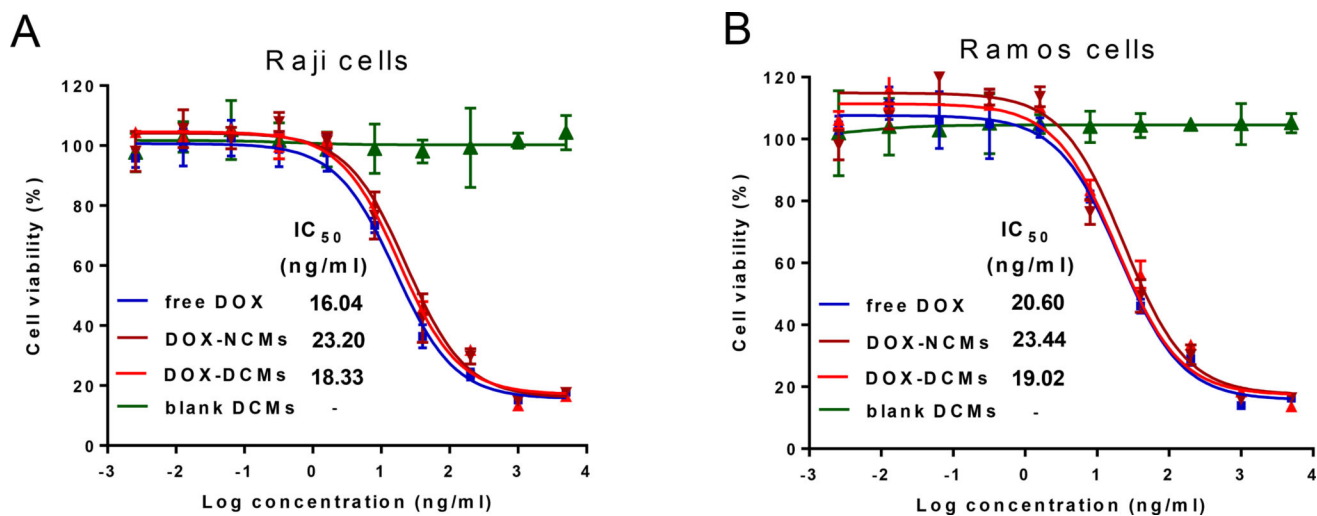 A
Raji cells
120
100
80
60
40
20
0
Cell viability (%)
IC50
(ng/ml)
free DOX 16.04
DOX-NCMs 23.20
DOX-DCMs 18.33
blank DCMs -
-3 -2 -1 0 1 2 3 4
Log concentration (ng/ml)
B
Ramos cells
120
100
80
60
40
20
0
Cell viability (%)
IC50
(ng/ml)
free DOX 20.60
DOX-NCMs 23.44
DOX-DCMs 19.02
blank DCMs -
-3 -2 -1 0 1 2 3 4
Log concentration (ng/ml)